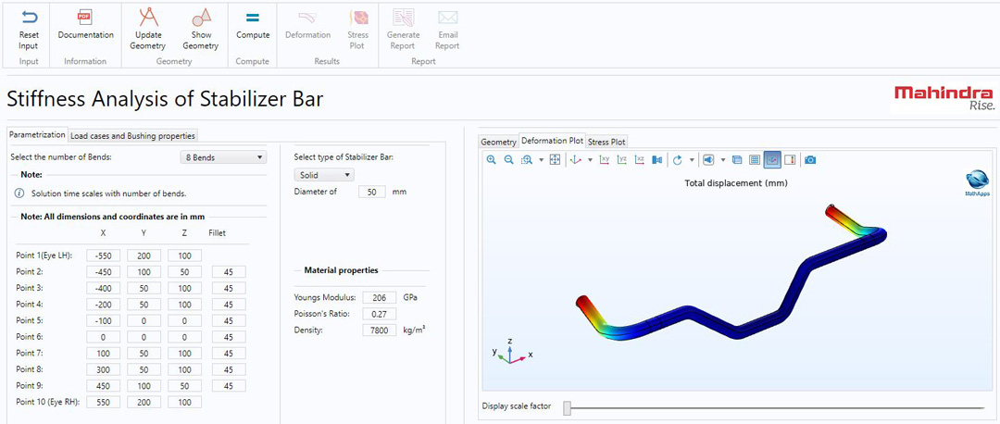 Reset Input
Documentation
Update Geometry
Show Geometry
Compute
Deformation
Stress Plot
Generate Report
Email Report
Input
Information
Geometry
Compute
Results
Report
Stiffness Analysis of Stabilizer Bar
Mahindra
Rise.
Parametrization
Load cases and Bushing properties
Select the number of Bends:
8 Bends
Note:
Solution time scales with number of bends.
Note: All dimensions and coordinates are in mm
X Y Z Fillet
Point 1(Eye LH): -550 200 100
Point 2: -450 100 50 45
Point 3: -400 50 100 45
Point 4: -200 50 100 45
Point 5: -100 0 0 45
Point 6: 0 0 0 45
Point 7: 100 50 100 45
Point 8: 300 50 100 45
Point 9: 450 100 50 45
Point 10 (Eye RH): 550 200 100
Select type of Stabilizer Bar:
Solid
Diameter of 50 mm
Material properties
Youngs Modulus: 206 GPa
Poisson's Ratio: 0.27
Density: 7800 kg/m³
Geometry
Deformation Plot
Stress Plot
xy
yz
xz
Total displacement (mm)
MathApps
z
y
x
Display scale factor